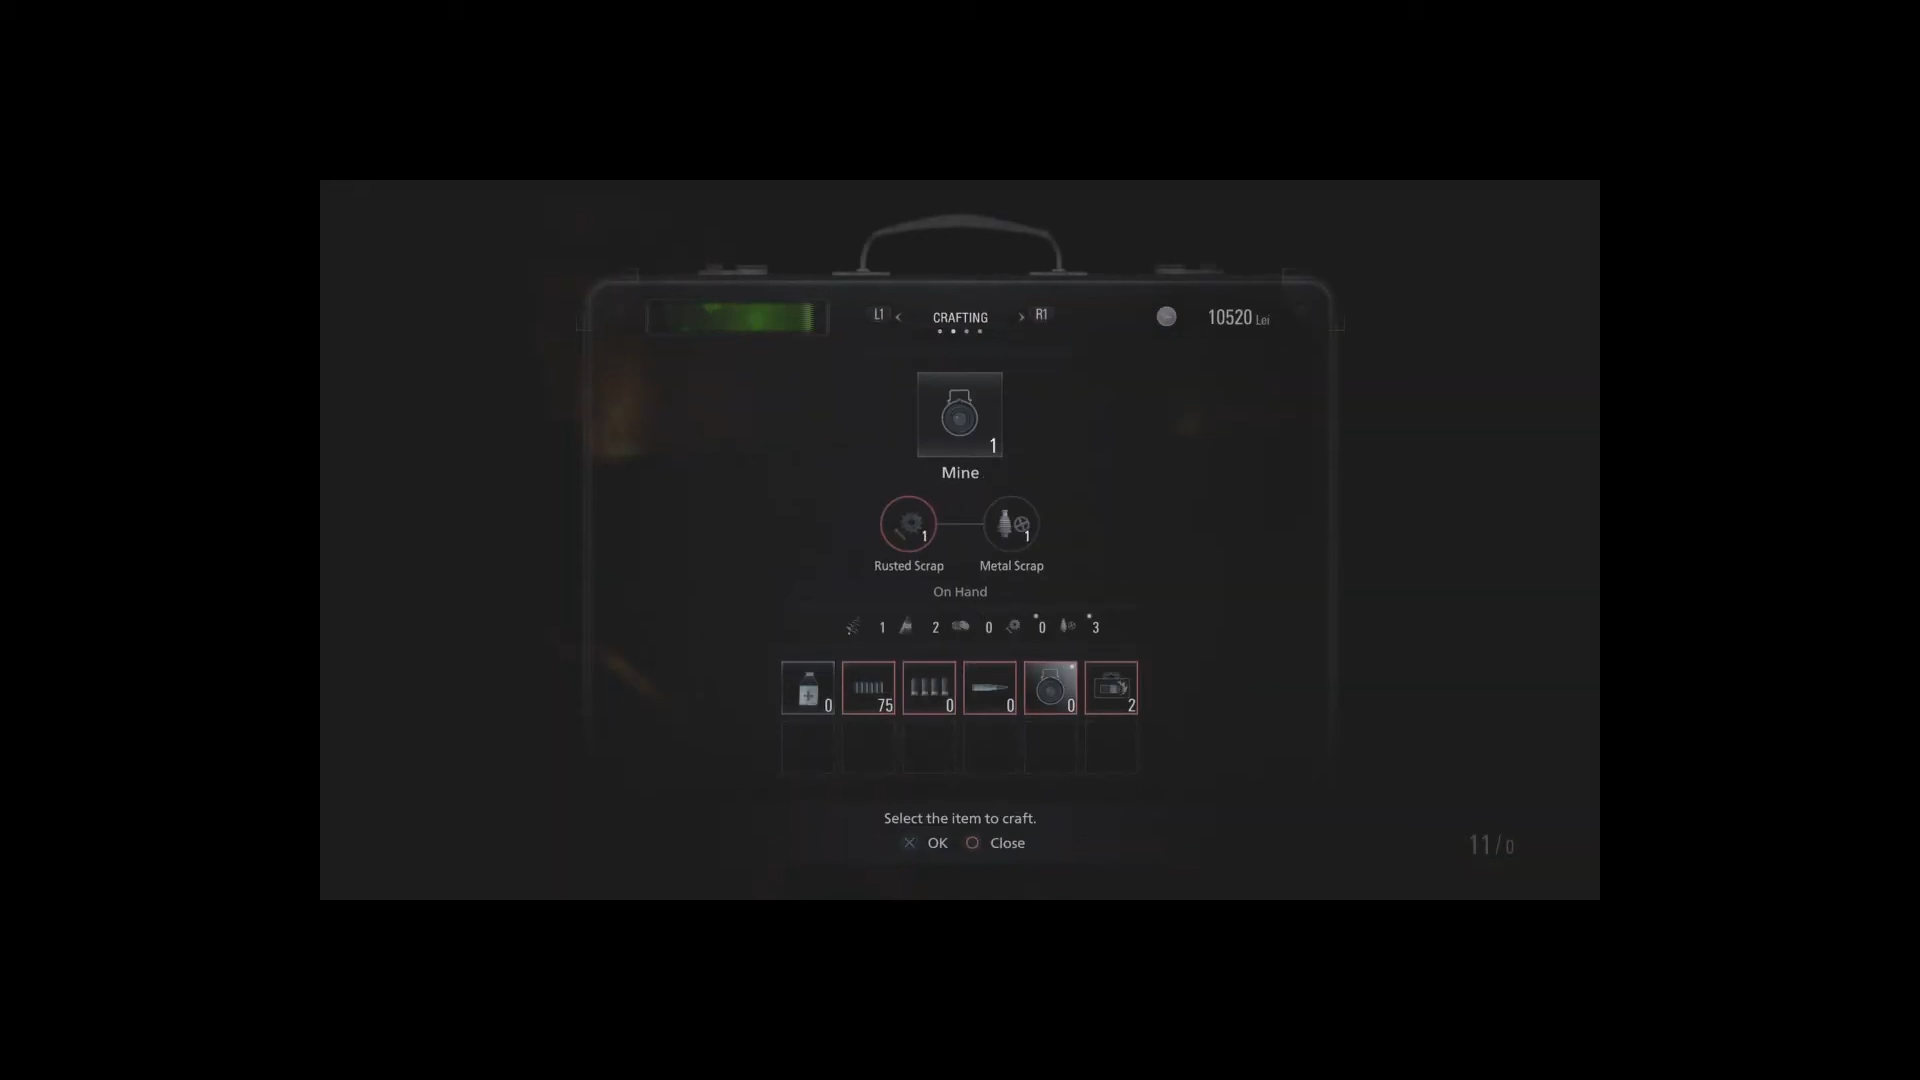 L1 < CRAFTING > R1
10520 Lei
1
Mine
1 1
Rusted Scrap Metal Scrap
On Hand
1 2 0 0 3
0 75 0 0 0 2
Select the item to craft.
OK Close
11/0